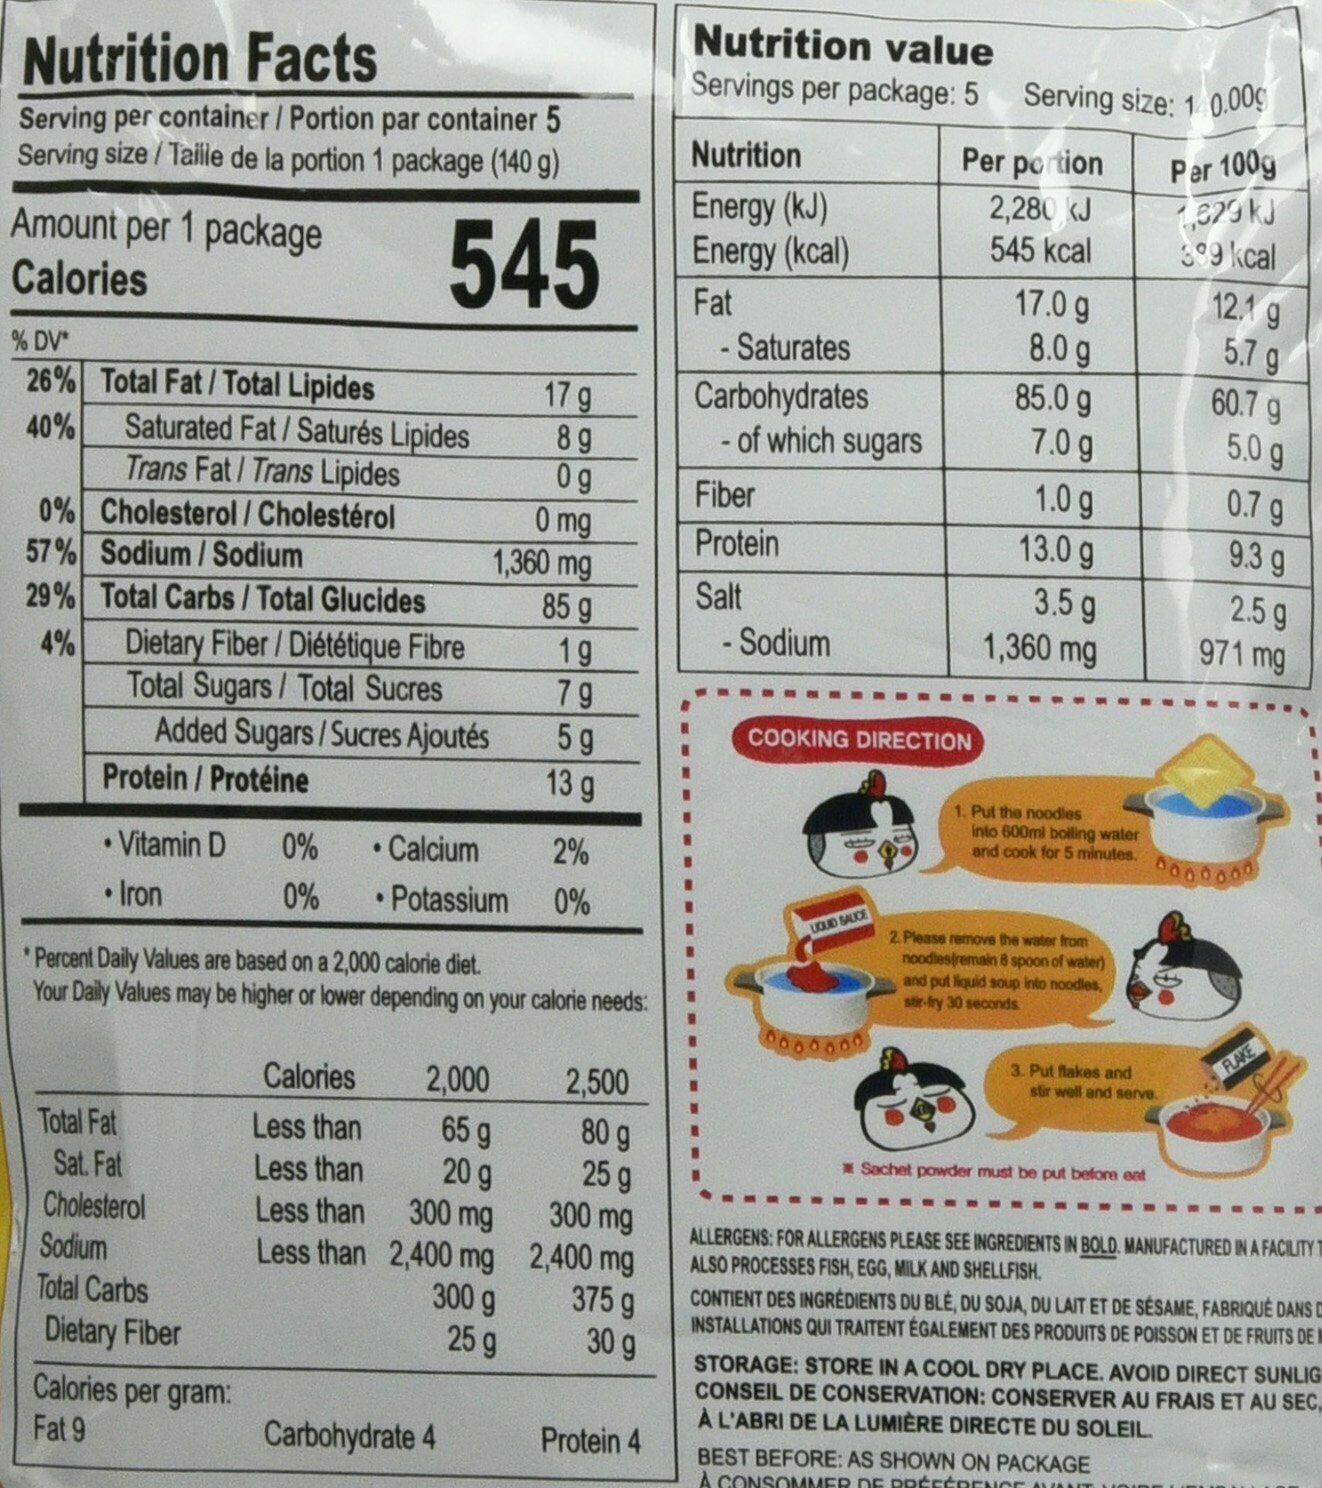 Nutrition Facts
Serving per container / Portion par container 5
Serving size / Taille de la portion 1 package (140 g)
Amount per 1 package
Calories 545
% DV*
26% Total Fat / Total Lipides 17 g
40% Saturated Fat / Saturés Lipides 8 g
Trans Fat / Trans Lipides 0 g
0% Cholesterol / Cholestérol 0 mg
57% Sodium / Sodium 1,360 mg
29% Total Carbs / Total Glucides 85 g
4% Dietary Fiber / Diététique Fibre 1 g
Total Sugars / Total Sucres 7 g
Added Sugars / Sucres Ajoutés 5 g
Protein / Protéine 13 g
• Vitamin D 0% • Calcium 2%
• Iron 0% • Potassium 0%
* Percent Daily Values are based on a 2,000 calorie diet.
Your Daily Values may be higher or lower depending on your calorie needs:
Calories 2,000 2,500
Total Fat Less than 65 g 80 g
Sat. Fat Less than 20 g 25 g
Cholesterol Less than 300 mg 300 mg
Sodium Less than 2,400 mg 2,400 mg
Total Carbs 300 g 375 g
Dietary Fiber 25 g 30 g
Calories per gram:
Fat 9 Carbohydrate 4 Protein 4
Nutrition value
Servings per package: 5 Serving size:
Nutrition Per portion Per 100g
Energy (kJ) 2,280 kJ 1,629 kJ
Energy (kcal) 545 kcal 389 kcal
Fat 17.0 g 12.1 g
- Saturates 8.0 g 5.7 g
Carbohydrates 85.0 g 60.7 g
- of which sugars 7.0 g 5.0 g
Fiber 1.0 g 0.7 g
Protein 13.0 g 9.3 g
Salt 3.5 g 2.5 g
- Sodium 1,360 mg 971 mg
COOKING DIRECTION
1. Put the noodles
into 600ml boiling water
and cook for 5 minutes.
LIQUID SAUCE
2. Please remove the water from
noodles(remain 8 spoon of water)
and put liquid soup into noodles,
stir-fry 30 seconds.
FLAKE
3. Put flakes and
stir well and serve.
※ Sachet powder must be put before eat
ALLERGENS: FOR ALLERGENS PLEASE SEE INGREDIENTS IN BOLD. MANUFACTURED IN A FACILITY
ALSO PROCESSES FISH, EGG, MILK AND SHELLFISH.
CONTIENT DES INGRÉDIENTS DU BLÉ, DU SOJA, DU LAIT ET DE SÉSAME, FABRIQUÉ DANS
INSTALLATIONS QUI TRAITENT ÉGALEMENT DES PRODUITS DE POISSON ET DE FRUITS DE
STORAGE: STORE IN A COOL DRY PLACE. AVOID DIRECT SUNLIG
CONSEIL DE CONSERVATION: CONSERVER AU FRAIS ET AU SEC,
À L'ABRI DE LA LUMIÈRE DIRECTE DU SOLEIL.
BEST BEFORE: AS SHOWN ON PACKAGE
À CONSOMMER DE PRÉFÉRENCE AVANT: